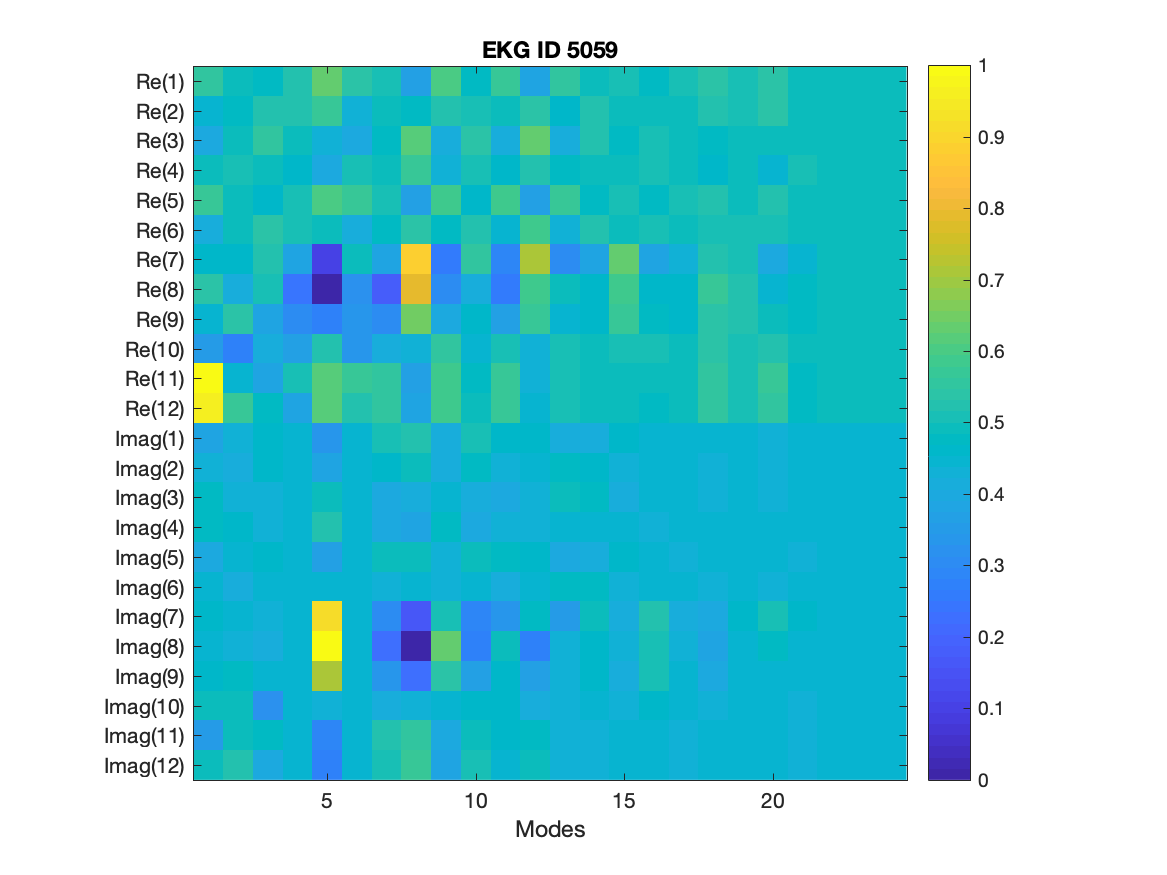 EKG ID 5059
Re(1)
Re(2)
Re(3)
Re(4)
Re(5)
Re(6)
Re(7)
Re(8)
Re(9)
Re(10)
Re(11)
Re(12)
Imag(1)
Imag(2)
Imag(3)
Imag(4)
Imag(5)
Imag(6)
Imag(7)
Imag(8)
Imag(9)
Imag(10)
Imag(11)
Imag(12)
5 10 15 20
Modes
1
0.9
0.8
0.7
0.6
0.5
0.4
0.3
0.2
0.1
0